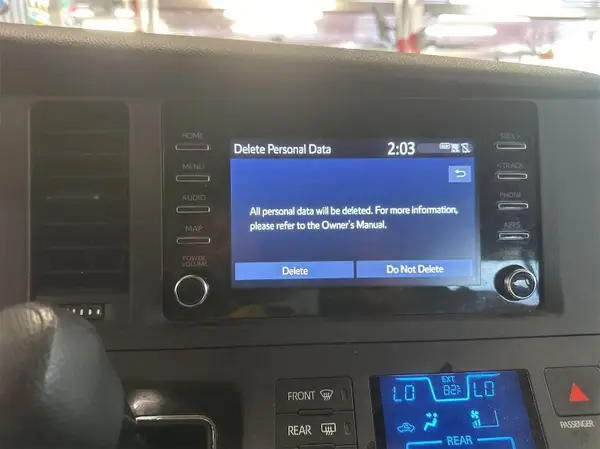 Delete Personal Data 2:03
HOME
MENU
AUDIO
MAP
POWER
VOLUME
SEEK >
< TRACK
PHONE
APPS
All personal data will be deleted. For more information,
please refer to the Owner's Manual.
Delete
Do Not Delete
FRONT
REAR
LO
EXT
82°F
LO
REAR
PASSENGER